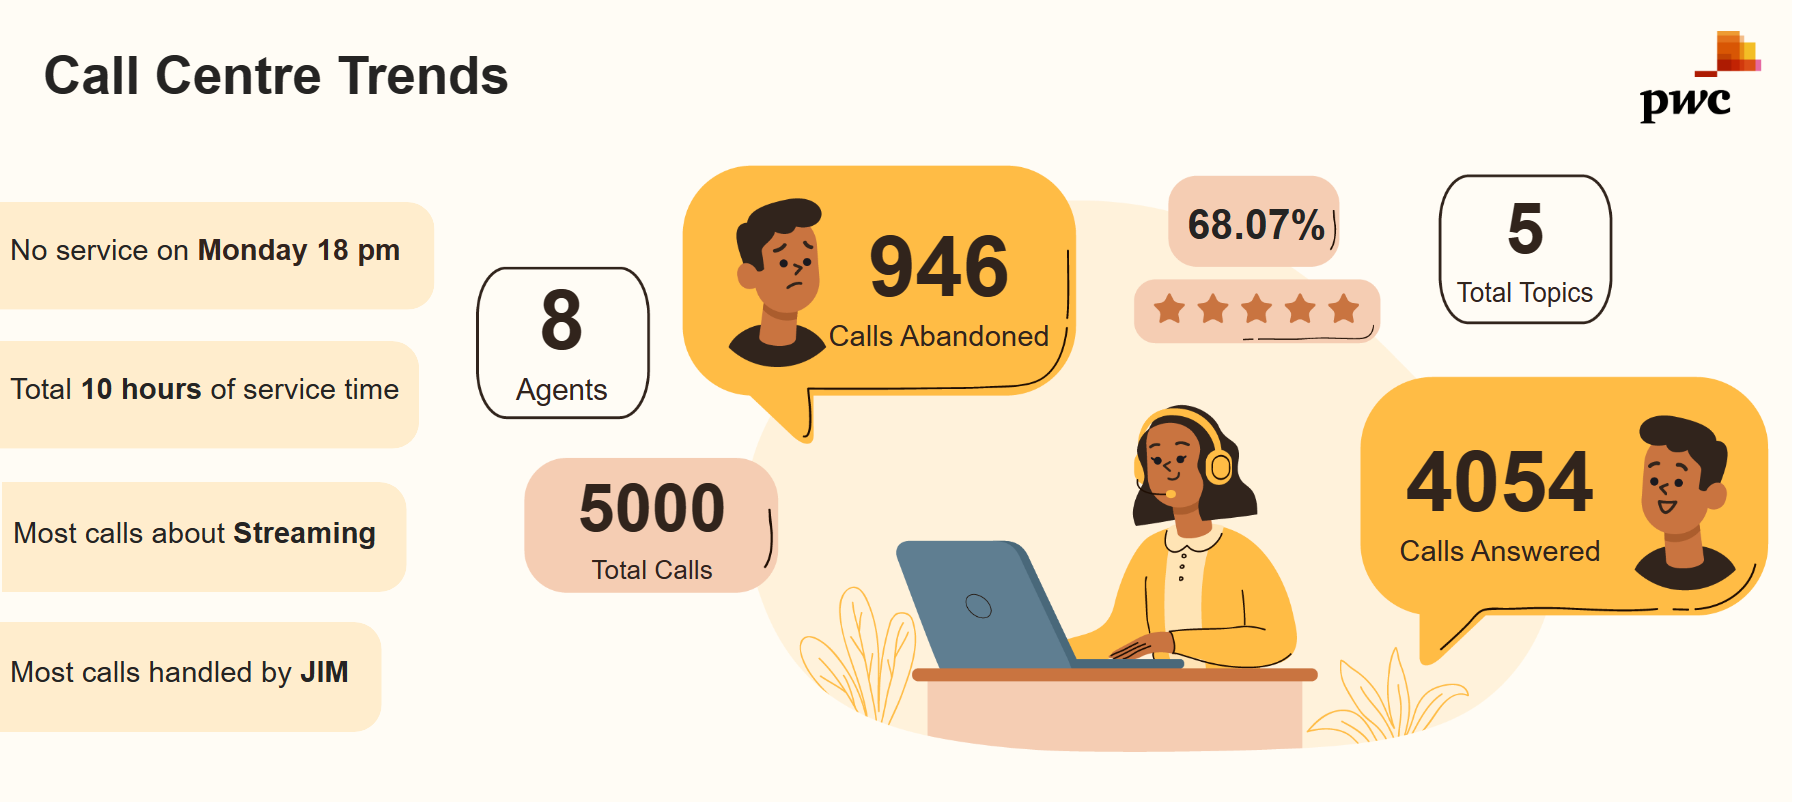 Call Centre Trends
pwc
No service on Monday 18 pm
Total 10 hours of service time
Most calls about Streaming
Most calls handled by JIM
8
Agents
5000
Total Calls
946
Calls Abandoned
68.07%
5
Total Topics
4054
Calls Answered